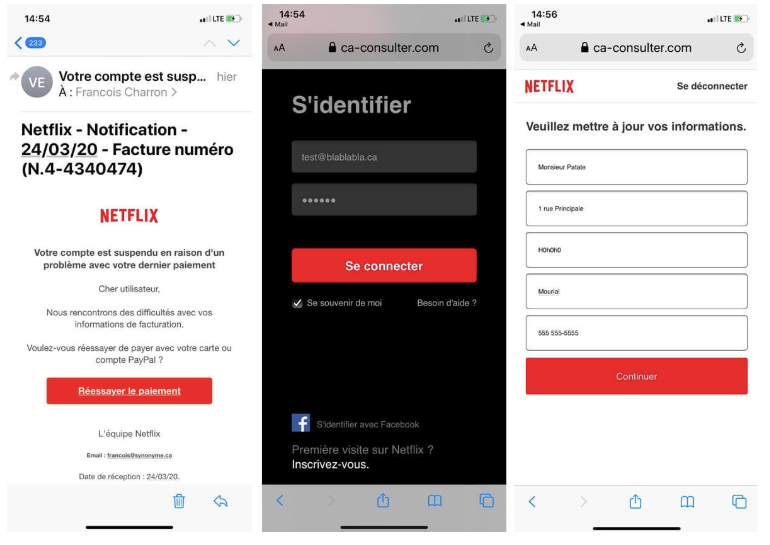 14:54
LTE
233
VE
Votre compte est susp... hier
À : Francois Charron >
Netflix - Notification -
24/03/20 - Facture numéro
(N.4-4340474)
NETFLIX
Votre compte est suspendu en raison d'un
problème avec votre dernier paiement
Cher utilisateur,
Nous rencontrons des difficultés avec vos
informations de facturation.
Voulez-vous réessayer de payer avec votre carte ou
compte PayPal ?
Réessayer le paiement
L'équipe Netflix
Email : francois@synonyme.ca
Date de réception : 24/03/20.
14:54
LTE
◀ Mail
AA ca-consulter.com
S'identifier
test@blablabla.ca
••••••
Se connecter
Se souvenir de moi Besoin d'aide ?
f S'identifier avec Facebook
Première visite sur Netflix ?
Inscrivez-vous.
14:56
LTE
◀ Mail
AA ca-consulter.com
NETFLIX Se déconnecter
Veuillez mettre à jour vos informations.
Monsieur Patate
1 rue Principale
H0h0h0
Mourial
555 555-5555
Continuer